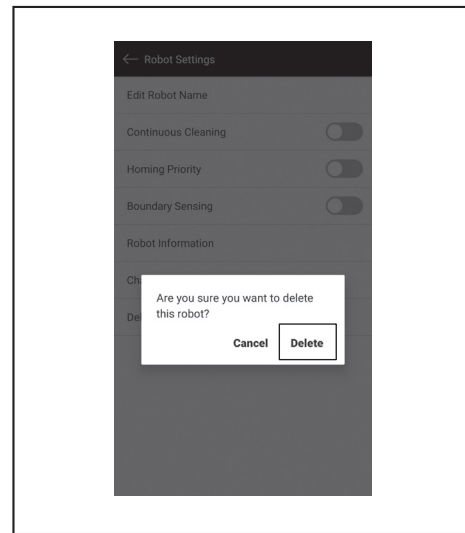 Robot Settings
Edit Robot Name
Continuous Cleaning
Homing Priority
Boundary Sensing
Robot Information
Are you sure you want to delete
this robot?
Cancel Delete